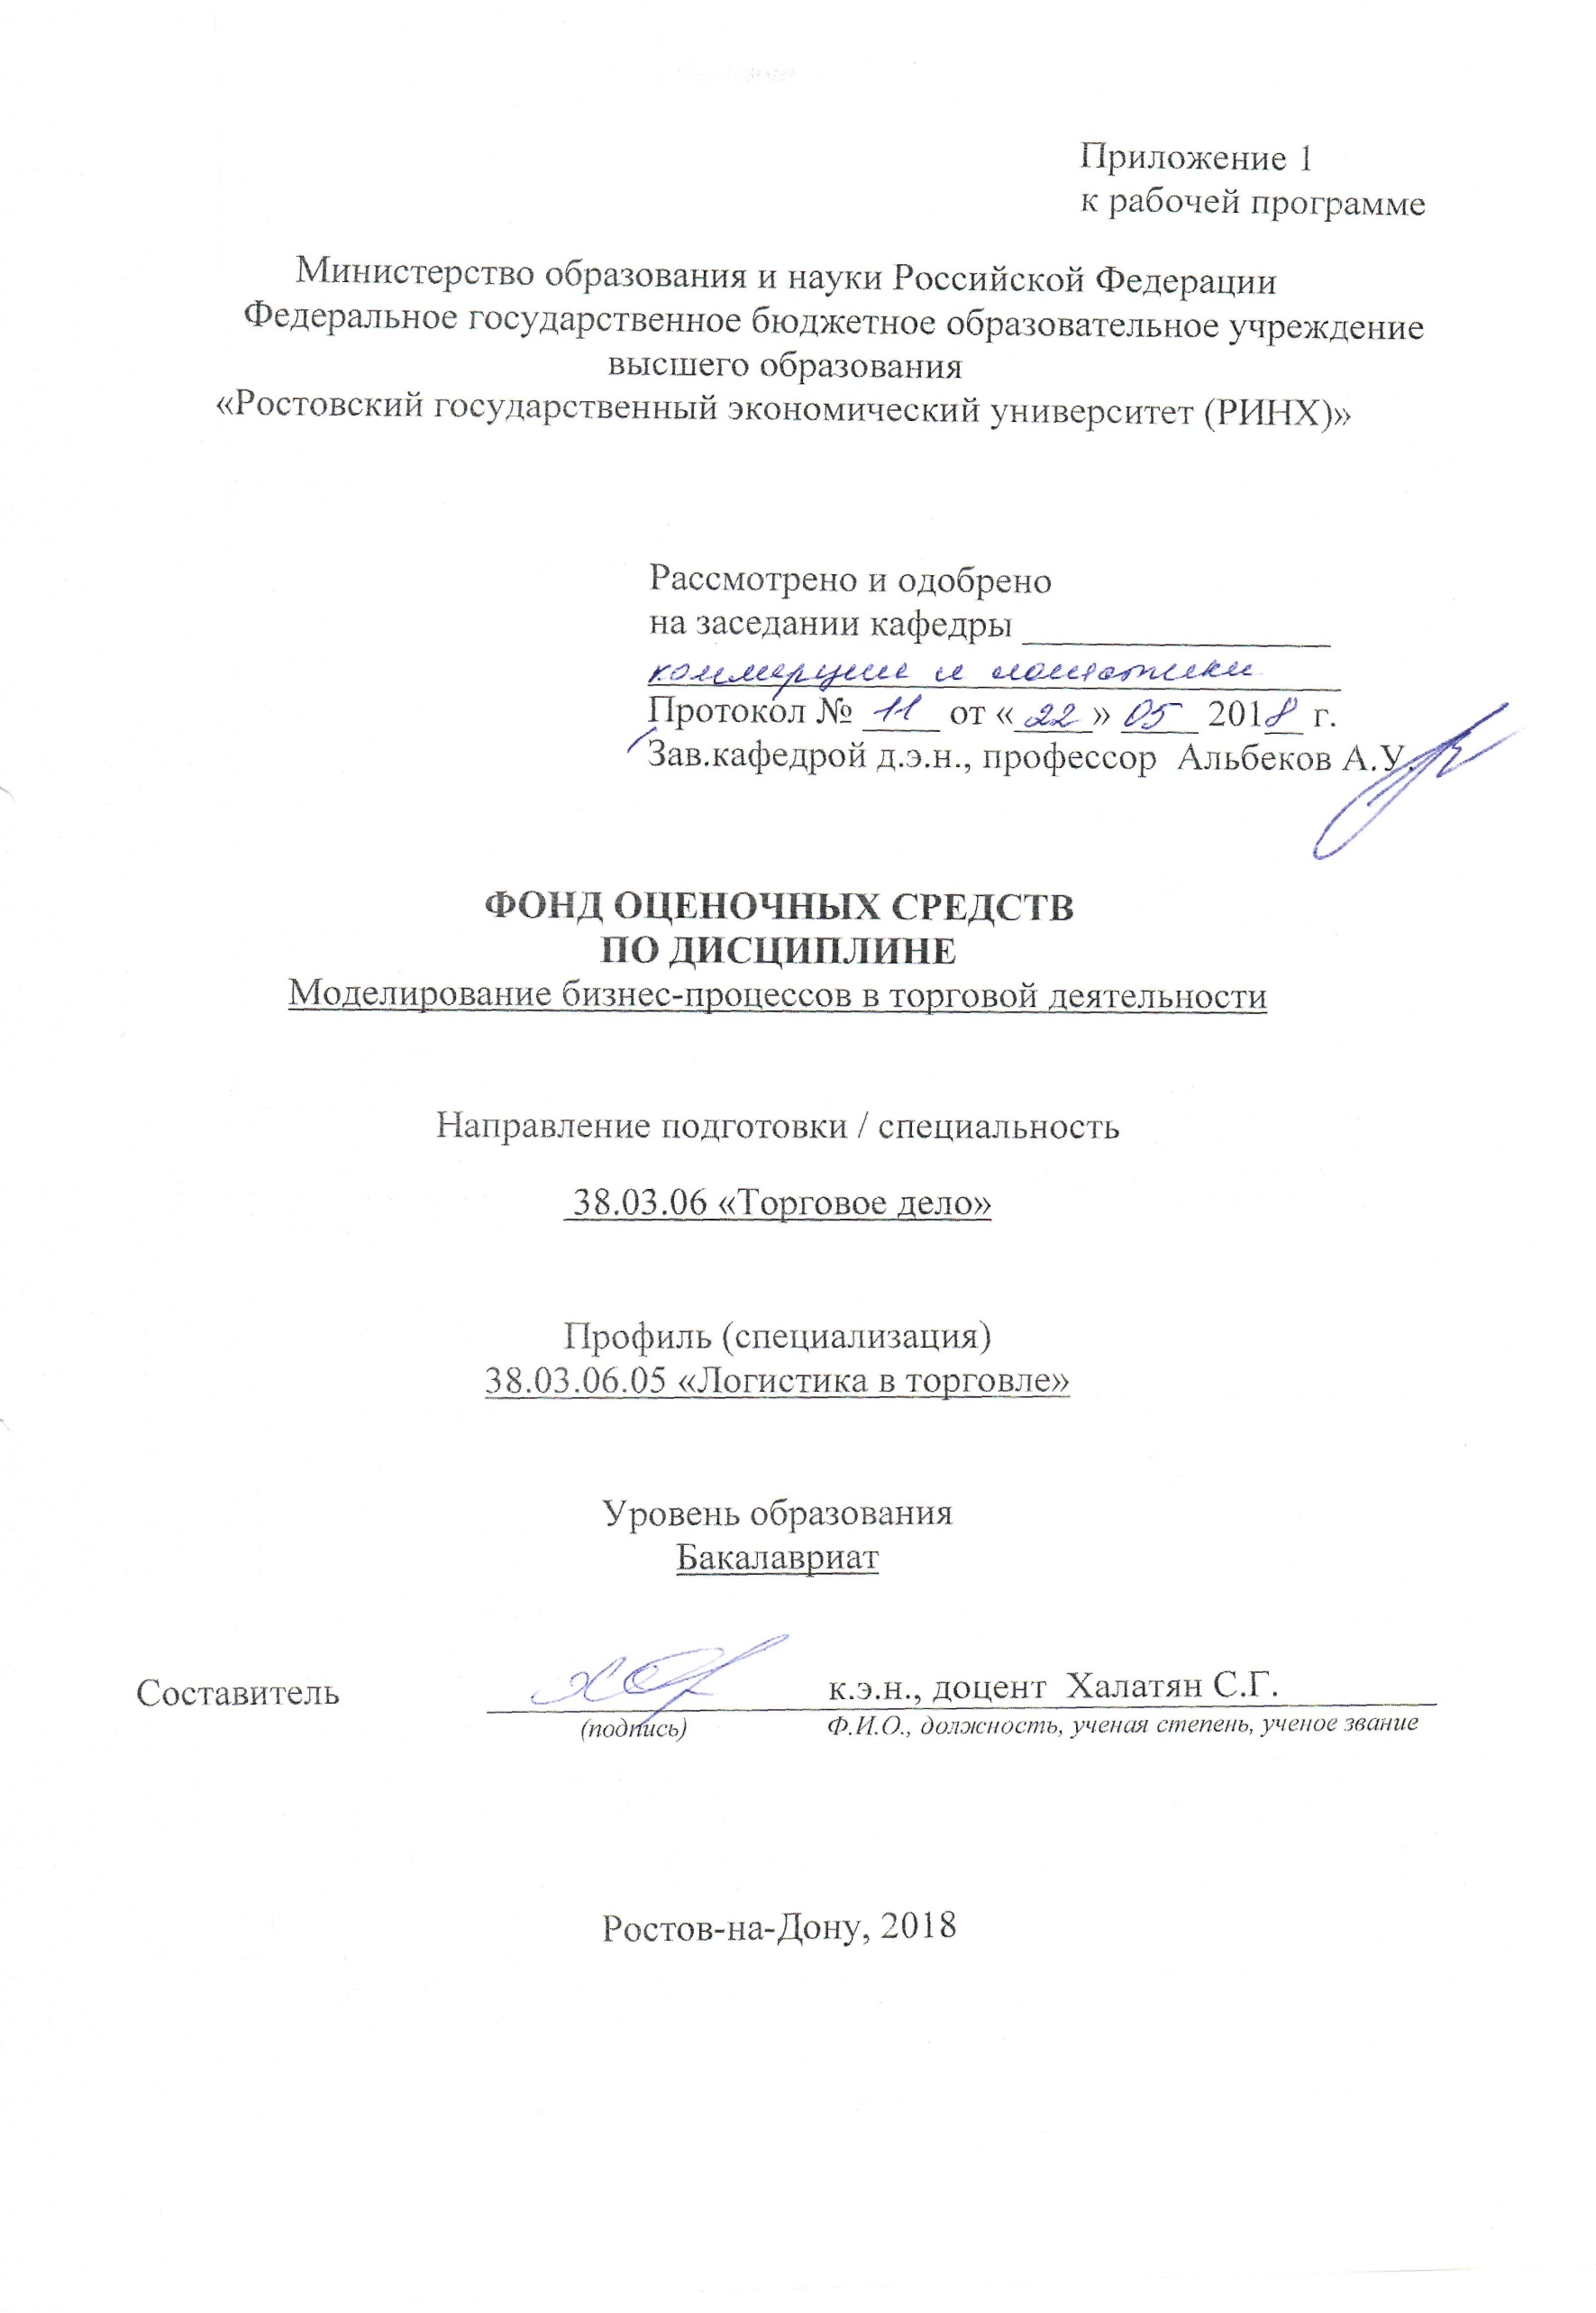 Приложение 1
к рабочей программе
Министерство образования и науки Российской Федерации
Федеральное государственное бюджетное образовательное учреждение
высшего образования
«Ростовский государственный экономический университет (РИНХ)»
Рассмотрено и одобрено
на заседании кафедры
коммерции и логистики
Протокол № 11 от «22» 05 2018 г.
Зав.кафедрой д.э.н., профессор Альбеков А.У.
ФОНД ОЦЕНОЧНЫХ СРЕДСТВ
ПО ДИСЦИПЛИНЕ
Моделирование бизнес-процессов в торговой деятельности
Направление подготовки / специальность
38.03.06 «Торговое дело»
Профиль (специализация)
38.03.06.05 «Логистика в торговле»
Уровень образования
Бакалавриат
Составитель к.э.н., доцент Халатян С.Г.
(подпись) Ф.И.О., должность, ученая степень, ученое звание
Ростов-на-Дону, 2018